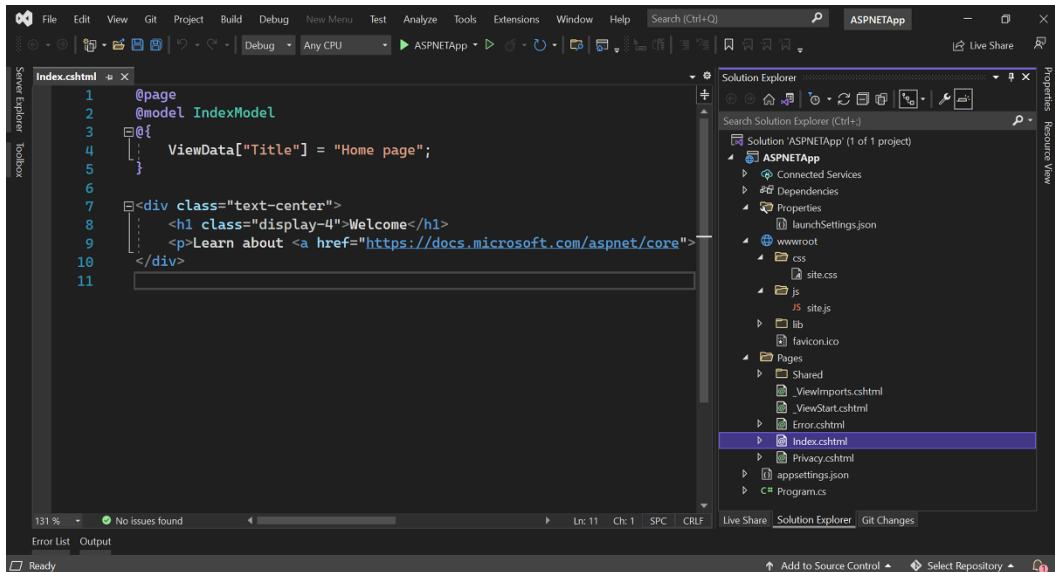 File Edit View Git Project Build Debug New Menu Test Analyze Tools Extensions Window Help Search (Ctrl+Q) ASPNETApp
Debug Any CPU ASPNETApp Live Share
Server Explorer
Toolbox
Index.cshtml
1 @page
2 @model IndexModel
3 @{
4 ViewData["Title"] = "Home page";
5 }
6
7 <div class="text-center">
8 <h1 class="display-4">Welcome</h1>
9 <p>Learn about <a href="https://docs.microsoft.com/aspnet/core">
10 </div>
11
131 % No issues found Ln: 11 Ch: 1 SPC CRLF
Error List Output
Solution Explorer
Search Solution Explorer (Ctrl+;)
Solution 'ASPNETApp' (1 of 1 project)
ASPNETApp
Connected Services
Dependencies
Properties
launchSettings.json
wwwroot
css
site.css
JS js
site.js
lib
favicon.ico
Pages
Shared
_ViewImports.cshtml
_ViewStart.cshtml
Error.cshtml
Index.cshtml
Privacy.cshtml
appsettings.json
C# Program.cs
Live Share Solution Explorer Git Changes
Properties
Resource View
Ready Add to Source Control Select Repository